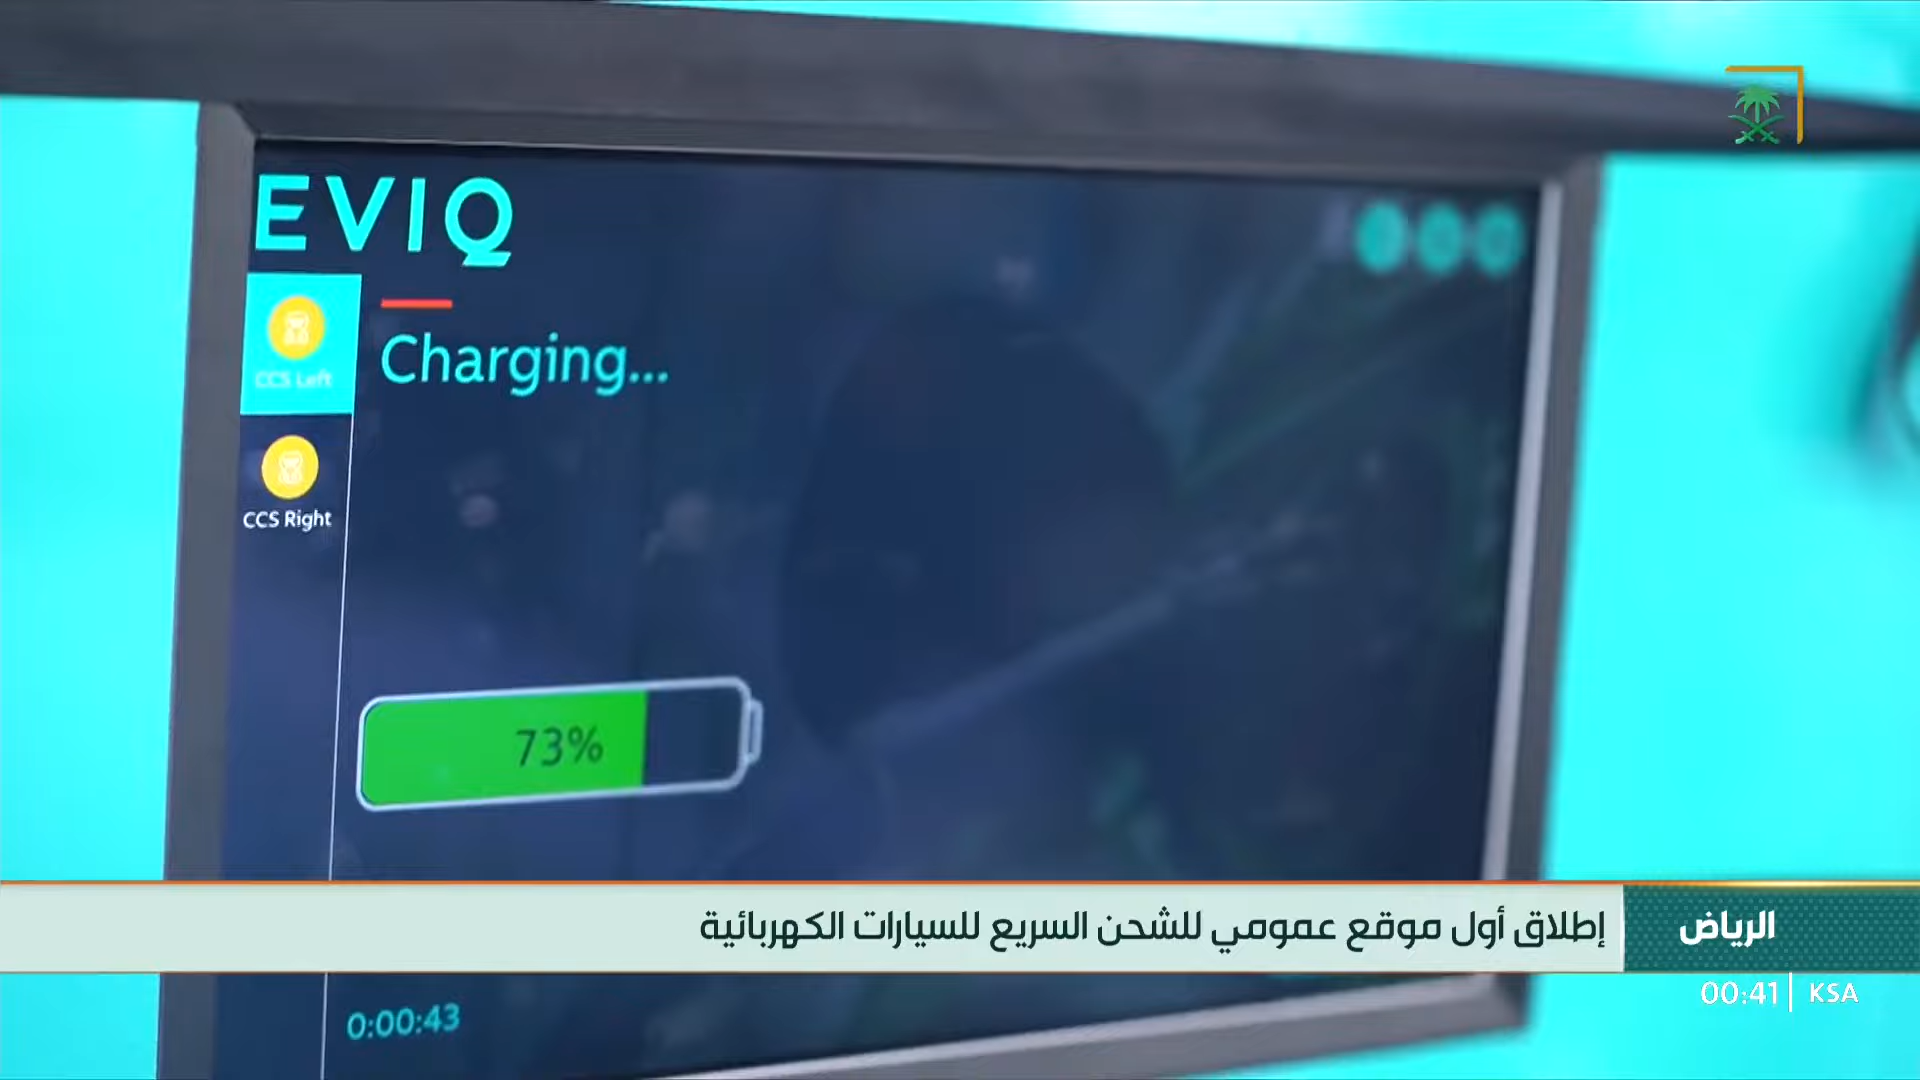 EVIQ
CCS Left
Charging...
CCS Right
73%
الرياض
إطلاق أول موقع عمومي للشحن السريع للسيارات الكهربائية
00:41 | KSA
0:00:43